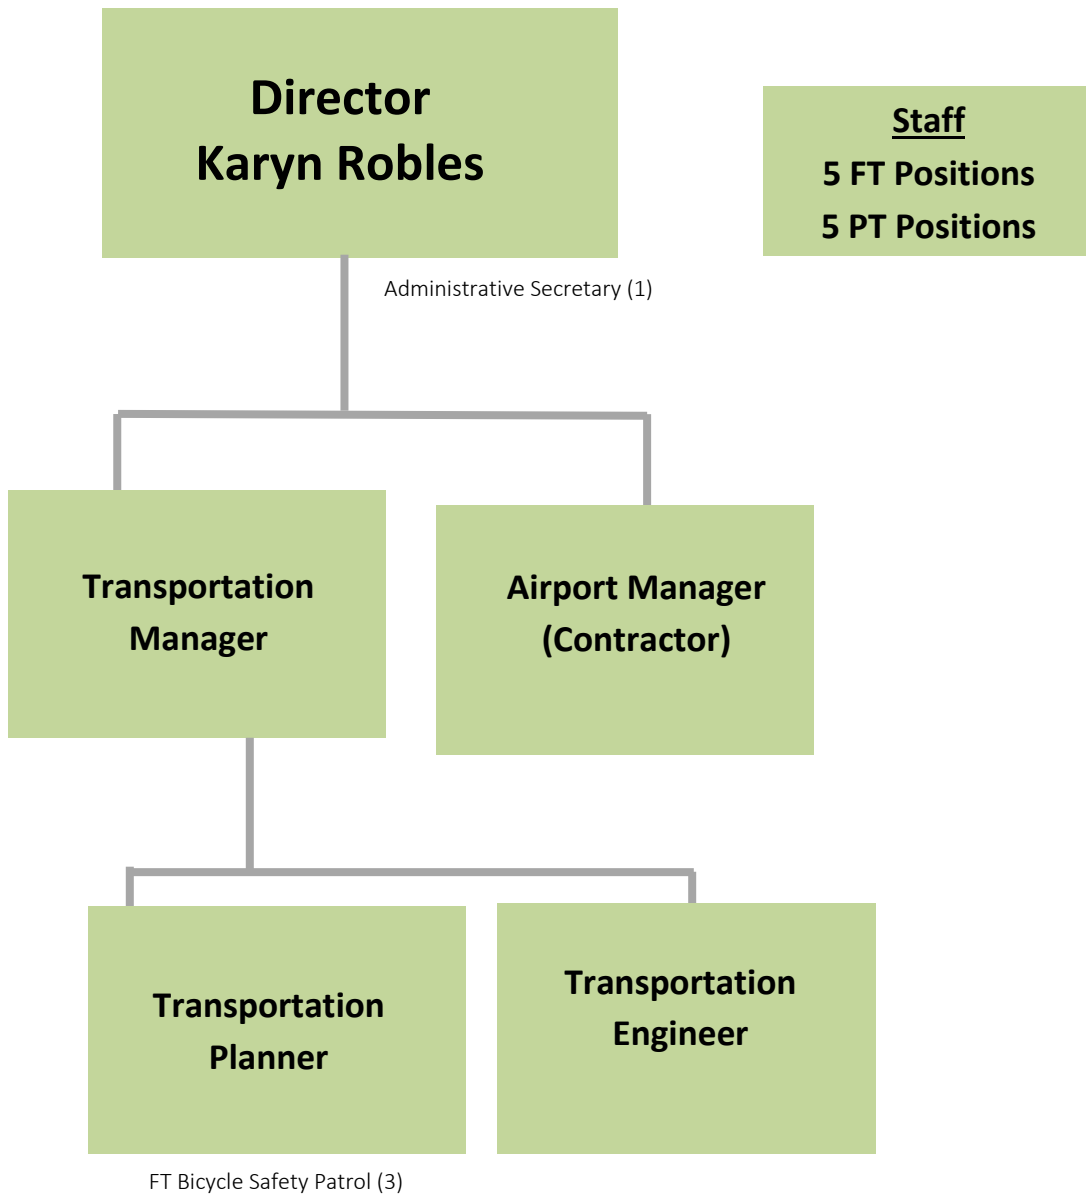 Director
Karyn Robles
Staff
5 FT Positions
5 PT Positions
Administrative Secretary (1)
Transportation
Manager
Airport Manager
(Contractor)
Transportation
Planner
Transportation
Engineer
FT Bicycle Safety Patrol (3)